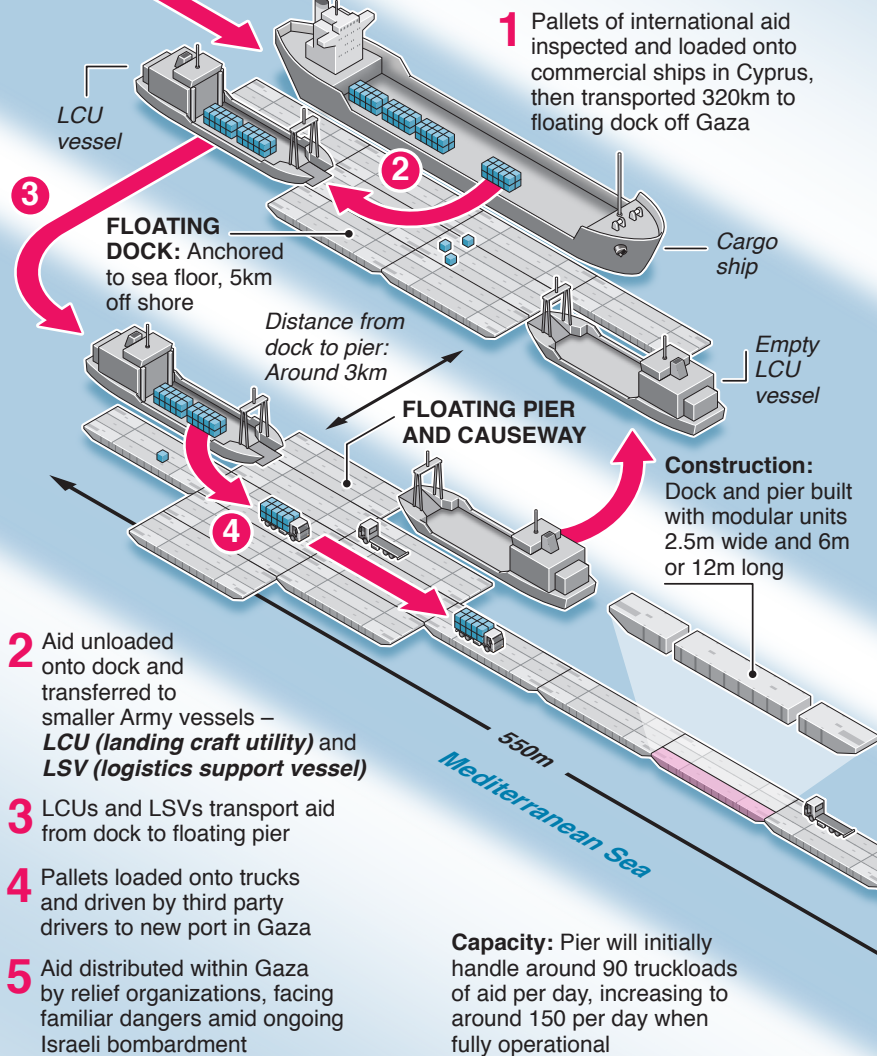 1 Pallets of international aid
inspected and loaded onto
commercial ships in Cyprus,
then transported 320km to
floating dock off Gaza
LCU
vessel
2
3
FLOATING
DOCK: Anchored
to sea floor, 5km
off shore
Cargo
ship
Distance from
dock to pier:
Around 3km
Empty
LCU
vessel
FLOATING PIER
AND CAUSEWAY
Construction:
Dock and pier built
with modular units
2.5m wide and 6m
or 12m long
4
2 Aid unloaded
onto dock and
transferred to
smaller Army vessels –
LCU (landing craft utility) and
LSV (logistics support vessel)
550m
Mediterranean Sea
3 LCUs and LSVs transport aid
from dock to floating pier
4 Pallets loaded onto trucks
and driven by third party
drivers to new port in Gaza
5 Aid distributed within Gaza
by relief organizations, facing
familiar dangers amid ongoing
Israeli bombardment
Capacity: Pier will initially
handle around 90 truckloads
of aid per day, increasing to
around 150 per day when
fully operational